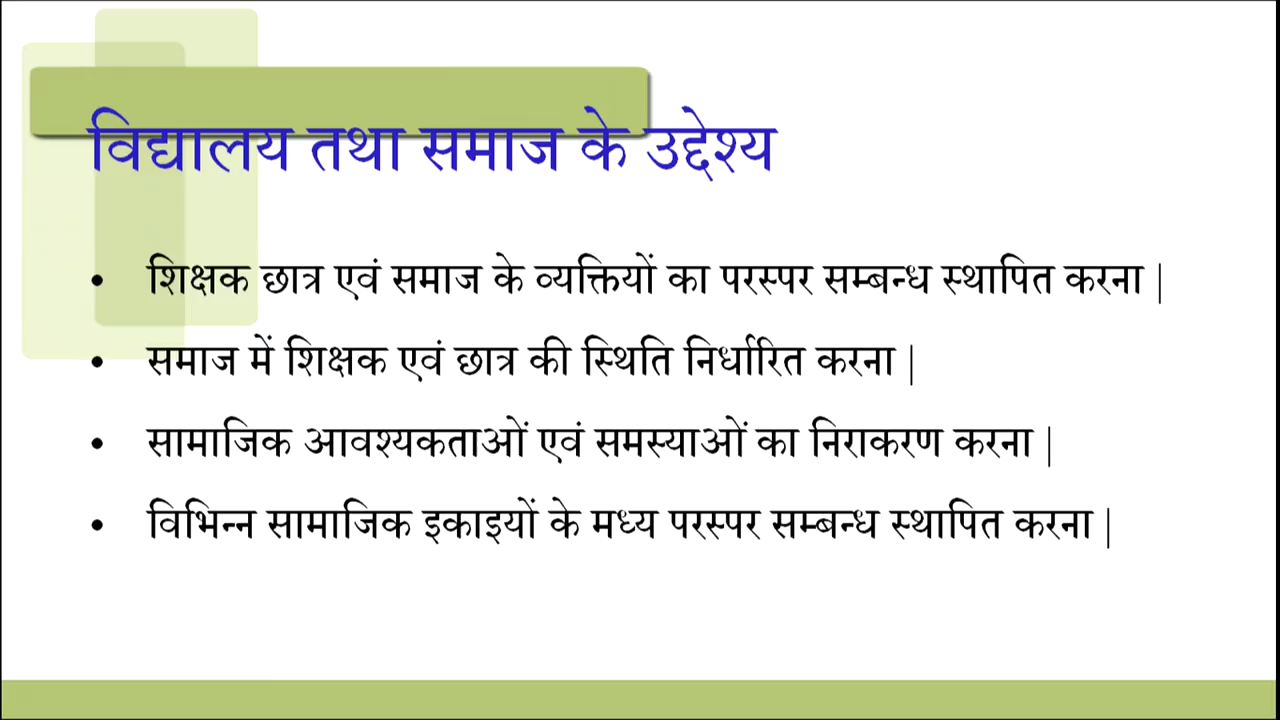 विद्यालय तथा समाज के उद्देश्य
• शिक्षक छात्र एवं समाज के व्यक्तियों का परस्पर सम्बन्ध स्थापित करना |
• समाज में शिक्षक एवं छात्र की स्थिति निर्धारित करना |
• सामाजिक आवश्यकताओं एवं समस्याओं का निराकरण करना |
• विभिन्न सामाजिक इकाइयों के मध्य परस्पर सम्बन्ध स्थापित करना |